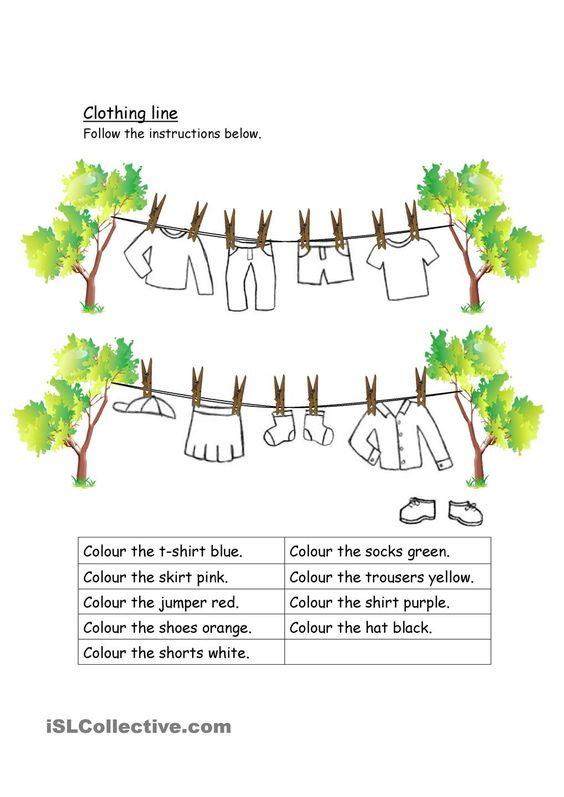 Clothing line
Follow the instructions below.
Colour the t-shirt blue.
Colour the socks green.
Colour the skirt pink.
Colour the trousers yellow.
Colour the jumper red.
Colour the shirt purple.
Colour the shoes orange.
Colour the hat black.
Colour the shorts white.
iSLCollective.com